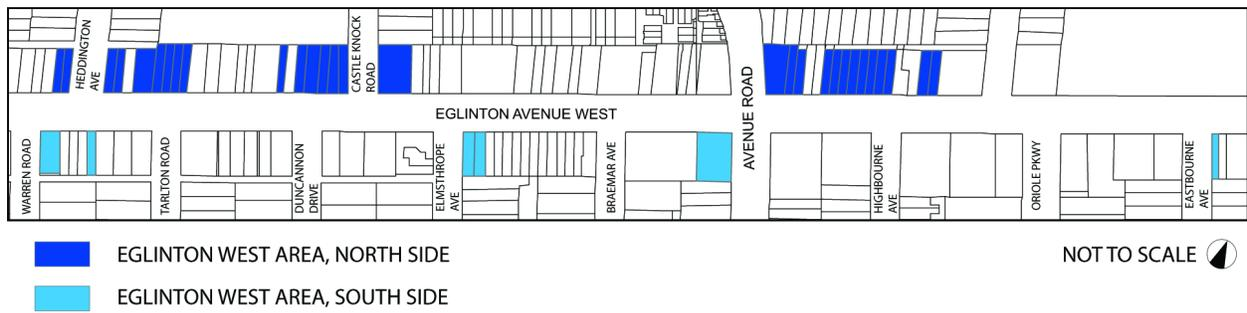 HEDDINGTON
AVE
CASTLE KNOCK
ROAD
EGLINTON AVENUE WEST
AVENUE ROAD
WARREN ROAD
TARLTON ROAD
DUNCANNON
DRIVE
ELMSTHROPE
AVE
BRAEMAR AVE
HIGHBOURNE
AVE
ORIOLE PKWY
EASTBOURNE
AVE
EGLINTON WEST AREA, NORTH SIDE
NOT TO SCALE
EGLINTON WEST AREA, SOUTH SIDE